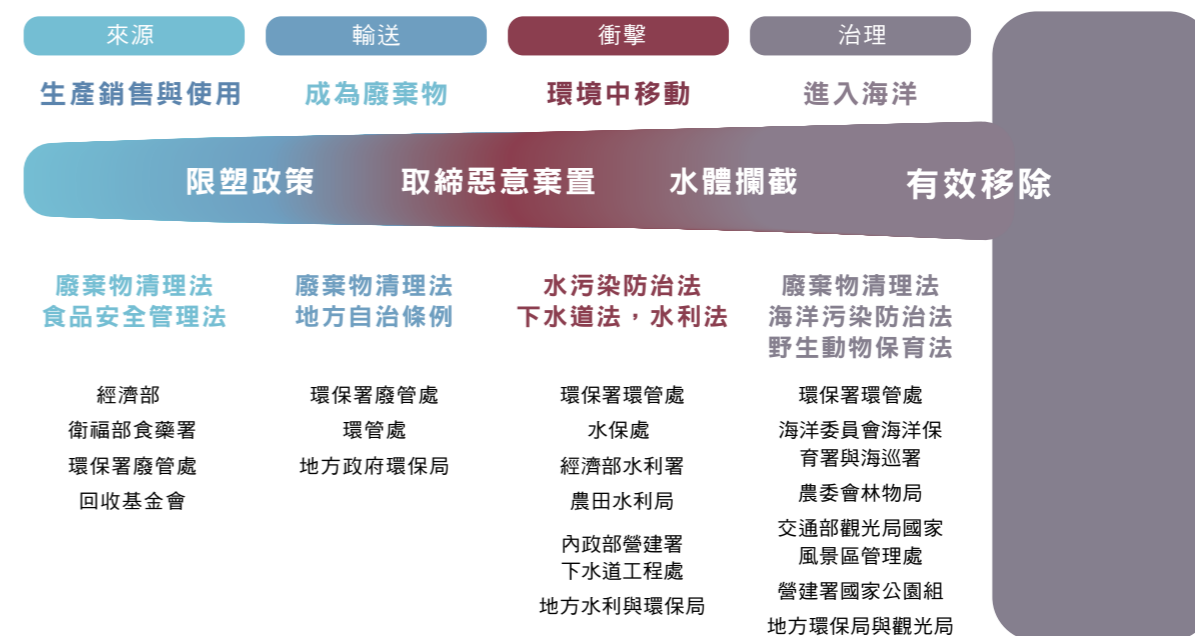 來源
輸送
衝擊
治理
生產銷售與使用
成為廢棄物
環境中移動
進入海洋
限塑政策
取締惡意棄置
水體攔截
有效移除
廢棄物清理法
食品安全管理法
廢棄物清理法
地方自治條例
水污染防治法
下水道法，水利法
廢棄物清理法
海洋污染防治法
野生動物保育法
經濟部
衛福部食藥署
環保署廢管處
回收基金會
環保署廢管處
環管處
地方政府環保局
環保署環管處
水保處
經濟部水利署
農田水利局
內政部營建署
下水道工程處
地方水利與環保局
環保署環管處
海洋委員會海洋保
育署與海巡署
農委會林物局
交通部觀光局國家
風景區管理處
營建署國家公園組
地方環保局與觀光局